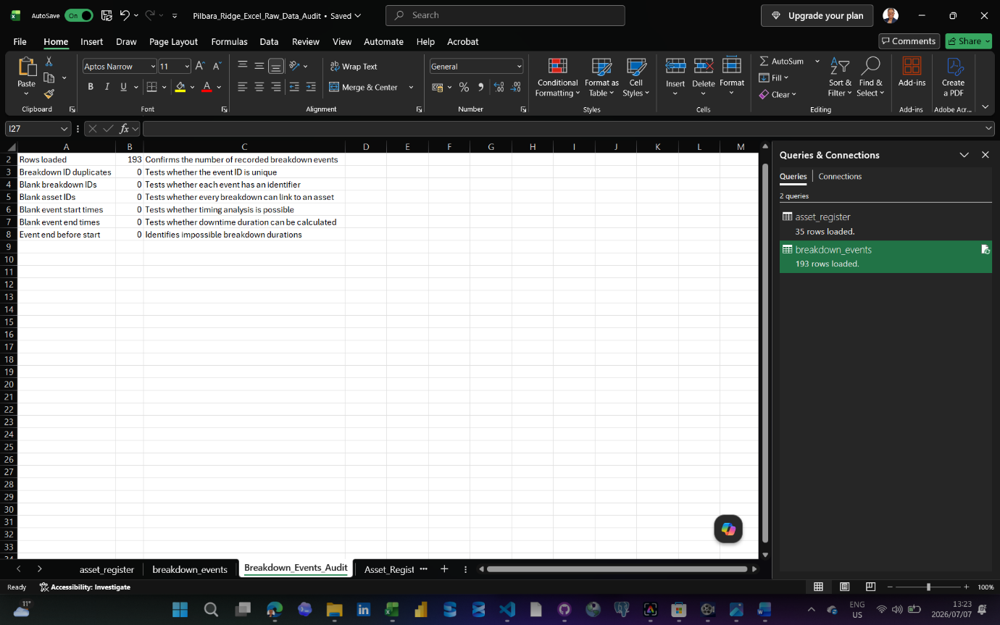 AutoSave On Pilbara_Ridge_Excel_Raw_Data_Audit • Saved Search Upgrade your plan
File Home Insert Draw Page Layout Formulas Data Review View Automate Help Acrobat Comments Share
Paste Aptos Narrow 11 A^ A˅ Wrap Text General Conditional Formatting Format as Table Cell Styles Insert Delete Format AutoSum Fill Clear Sort & Filter Find & Select Add-ins Create a PDF
B I U A Merge & Center % 9
Clipboard Font Alignment Number Styles Cells Editing Add-ins Adobe Acr...
I27 fx
A B C D E F G H I J K L M
2 Rows loaded 193 Confirms the number of recorded breakdown events
3 Breakdown ID duplicates 0 Tests whether the event ID is unique
4 Blank breakdown IDs 0 Tests whether each event has an identifier
5 Blank asset IDs 0 Tests whether every breakdown can link to an asset
6 Blank event start times 0 Tests whether timing analysis is possible
7 Blank event end times 0 Tests whether downtime duration can be calculated
8 Event end before start 0 Identifies impossible breakdown durations
9
10
11
12
13
14
15
16
17
18
19
20
21
22
23
24
25
26
27
28
29
30
31
32
33
34
Queries & Connections
Queries Connections
2 queries
asset_register
35 rows loaded.
breakdown_events
193 rows loaded.
asset_register breakdown_events Breakdown_Events_Audit Asset_Regist ...
Ready Accessibility: Investigate 100%
11° ENG US 13:23 2026/07/07